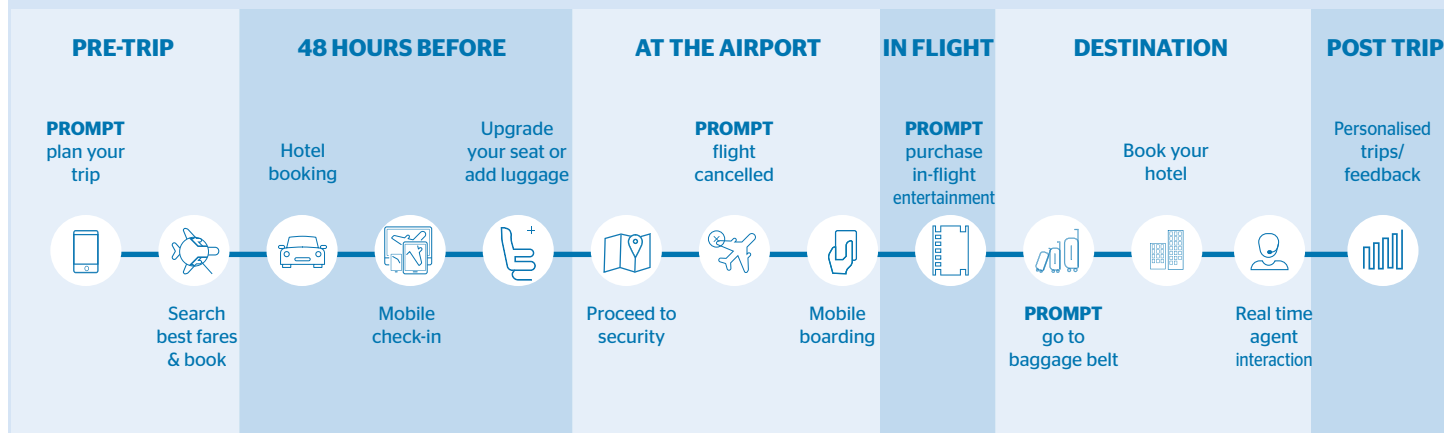 PRE-TRIP
48 HOURS BEFORE
AT THE AIRPORT
IN FLIGHT
DESTINATION
POST TRIP
PROMPT
plan your
trip
Search
best fares
& book
Hotel
booking
Mobile
check-in
Upgrade
your seat or
add luggage
Proceed to
security
PROMPT
flight
cancelled
Mobile
boarding
PROMPT
purchase
in-flight
entertainment
PROMPT
go to
baggage belt
Book your
hotel
Real time
agent
interaction
Personalised
trips/
feedback